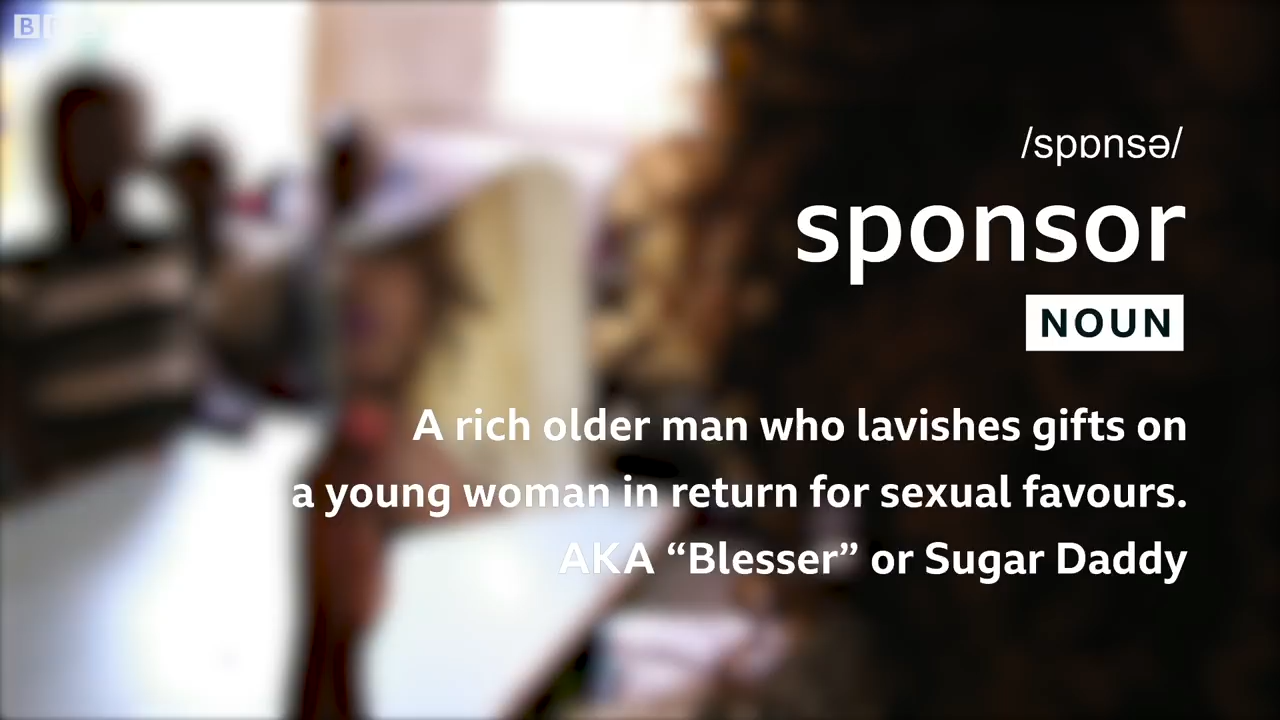 /spɒnsə/
sponsor
NOUN
A rich older man who lavishes gifts on
a young woman in return for sexual favours.
AKA “Blesser” or Sugar Daddy